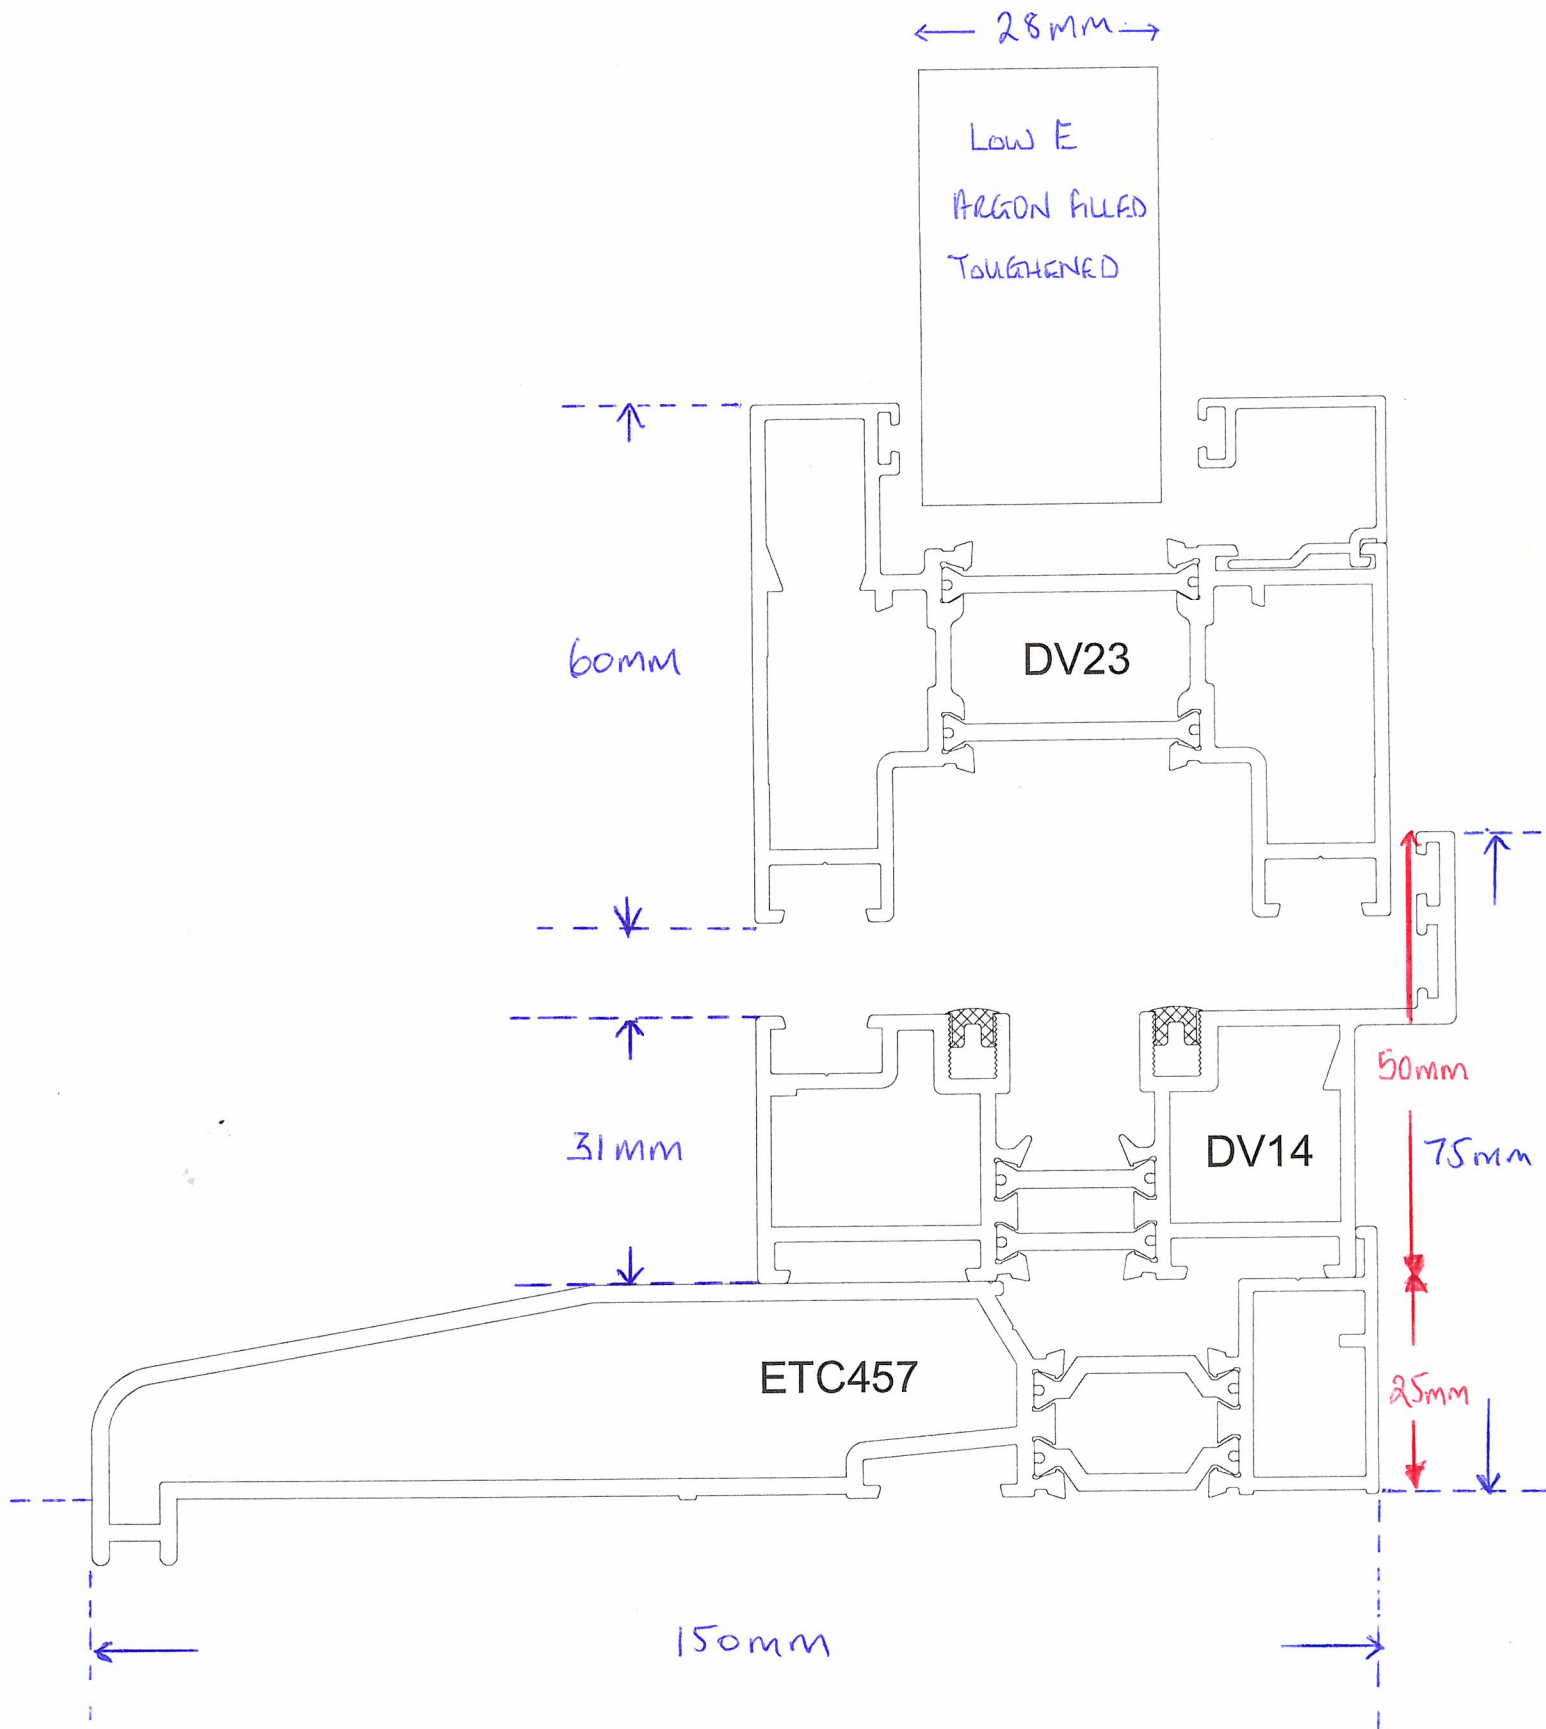 28mm
LOW E
ARGON FILLED
TOUGHENED
60mm
DV23
50mm
31mm
DV14
75mm
ETC457
25mm
150mm